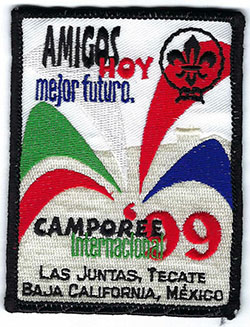 AMIGOS
HOY
mejor futuro.
CAMPOREE '09
Internacional
LAS JUNTAS, TECATE
BAJA CALIFORNIA, MÉXICO